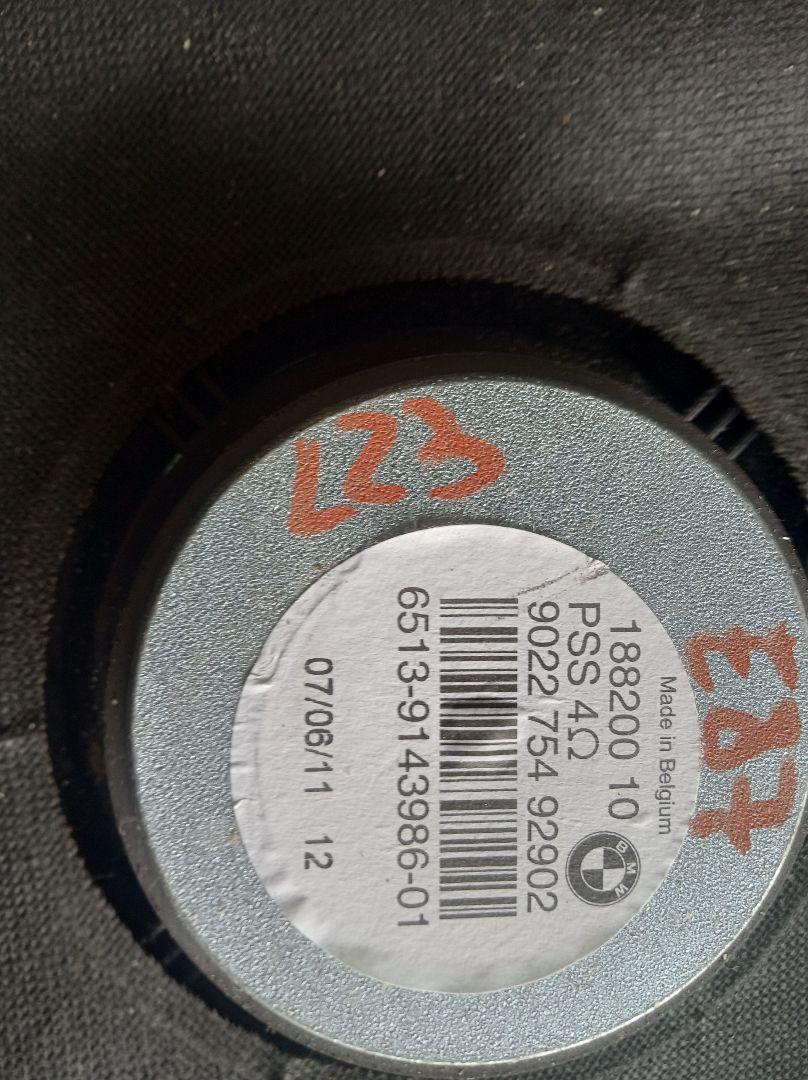 Made in Belgium
188200 10
BMW
PSS 4Ω
9022 754 92902
6513-9143986-01
07/06/11 12
L23
E87